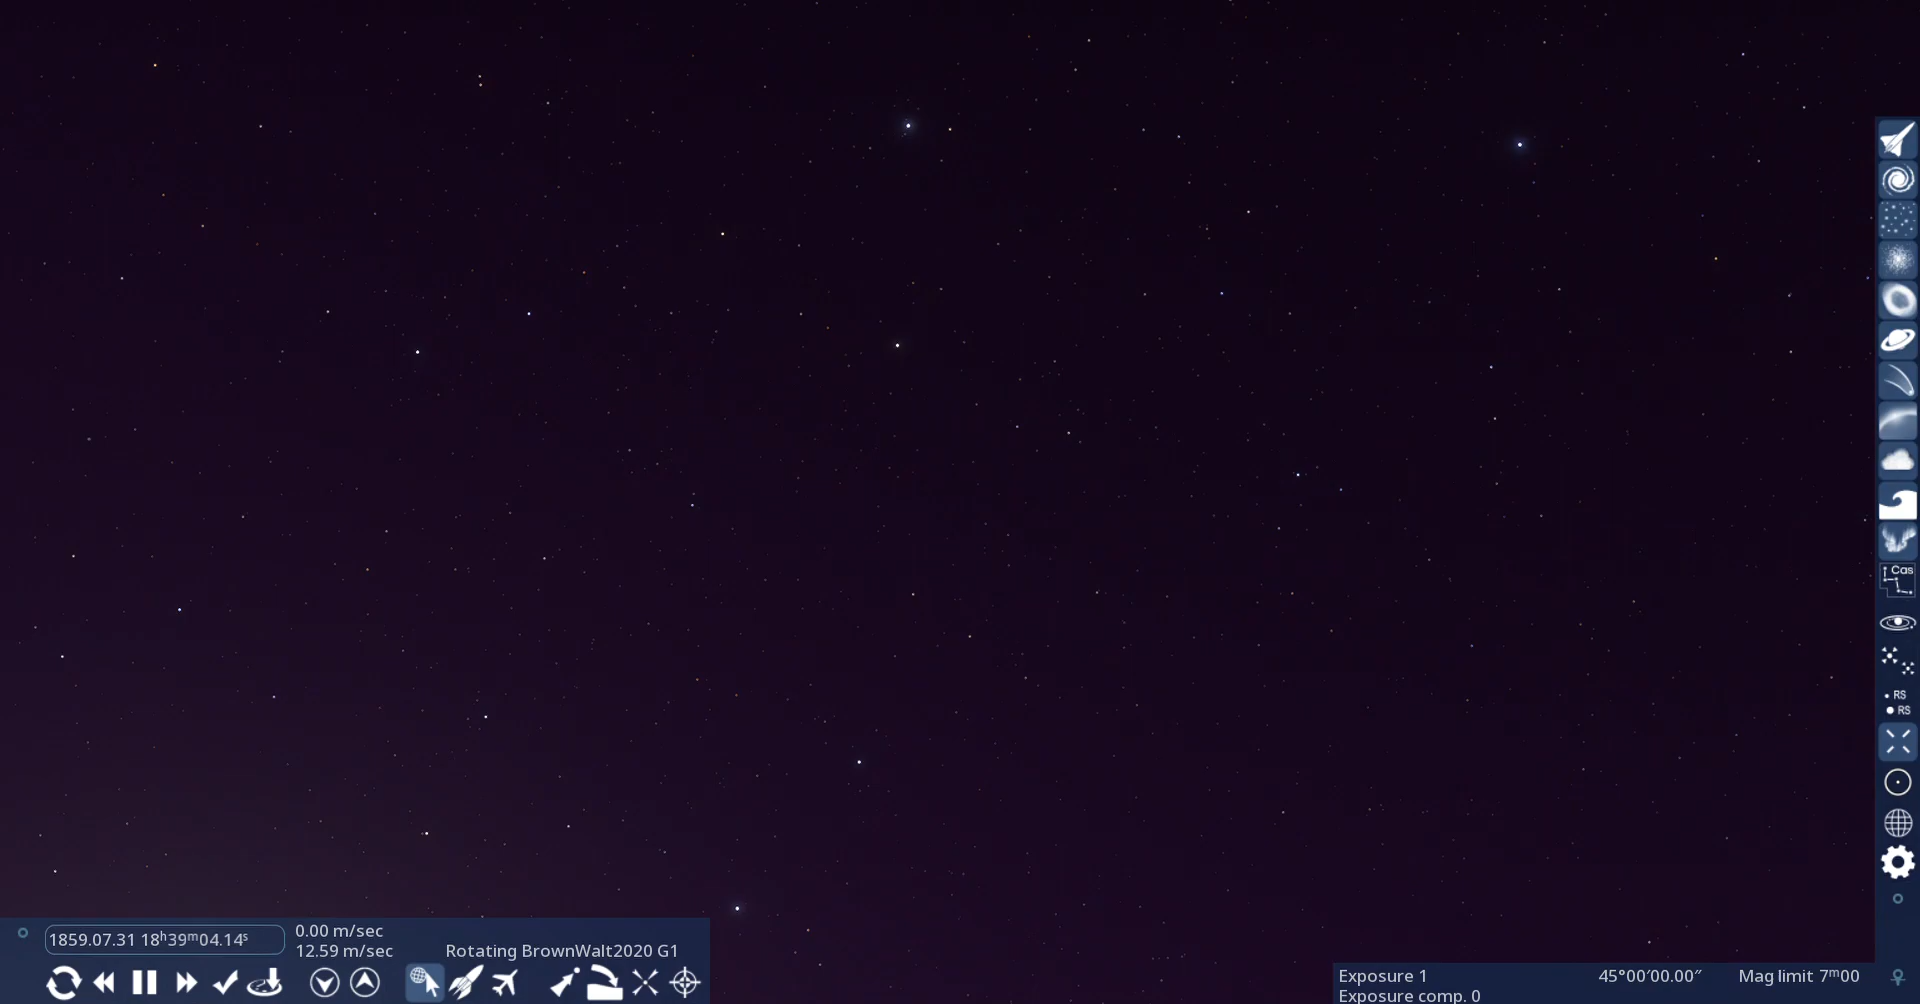 Cas
RS
RS
1859.07.31 18ʰ39ᵐ04.14ˢ
0.00 m/sec
12.59 m/sec
Rotating BrownWalt2020 G1
Exposure 1
45°00′00.00″
Mag limit 7ᵐ00
Exposure comp. 0